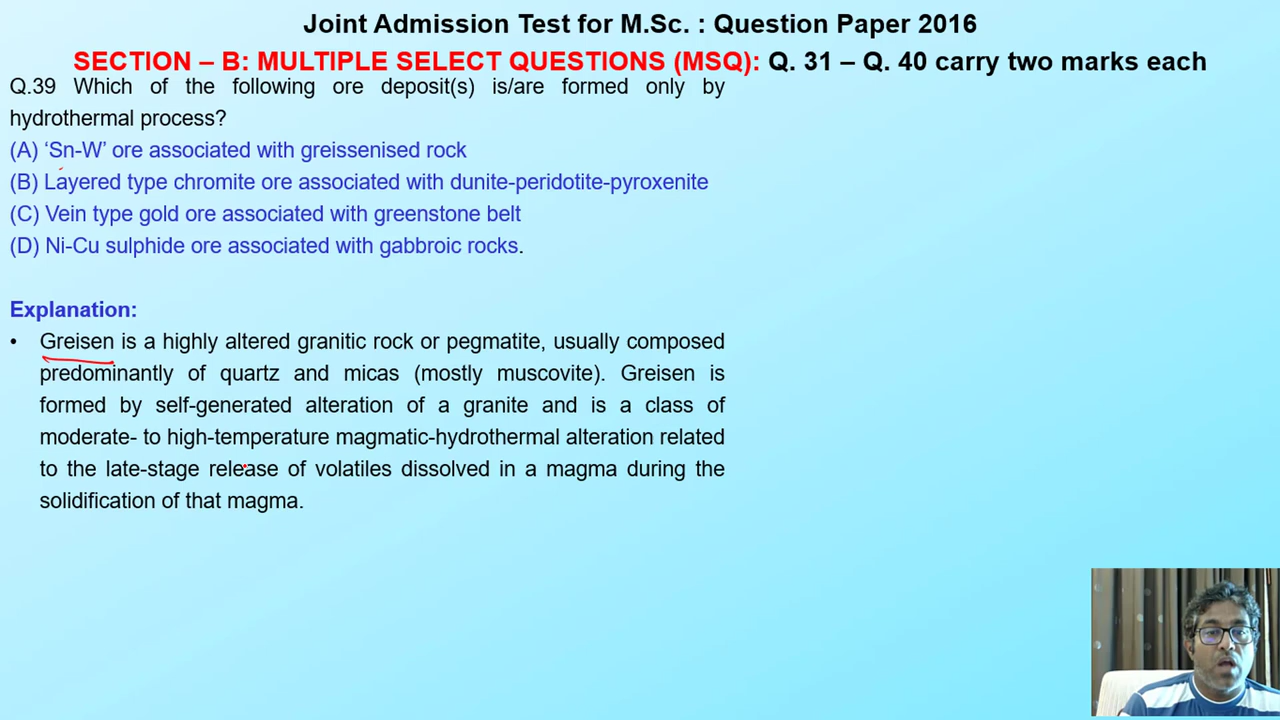 Joint Admission Test for M.Sc. : Question Paper 2016
SECTION – B: MULTIPLE SELECT QUESTIONS (MSQ): Q. 31 – Q. 40 carry two marks each
Q.39 Which of the following ore deposit(s) is/are formed only by
hydrothermal process?
(A) ‘Sn-W’ ore associated with greissenised rock
(B) Layered type chromite ore associated with dunite-peridotite-pyroxenite
(C) Vein type gold ore associated with greenstone belt
(D) Ni-Cu sulphide ore associated with gabbroic rocks.
Explanation:
• Greisen is a highly altered granitic rock or pegmatite, usually composed
predominantly of quartz and micas (mostly muscovite). Greisen is
formed by self-generated alteration of a granite and is a class of
moderate- to high-temperature magmatic-hydrothermal alteration related
to the late-stage release of volatiles dissolved in a magma during the
solidification of that magma.